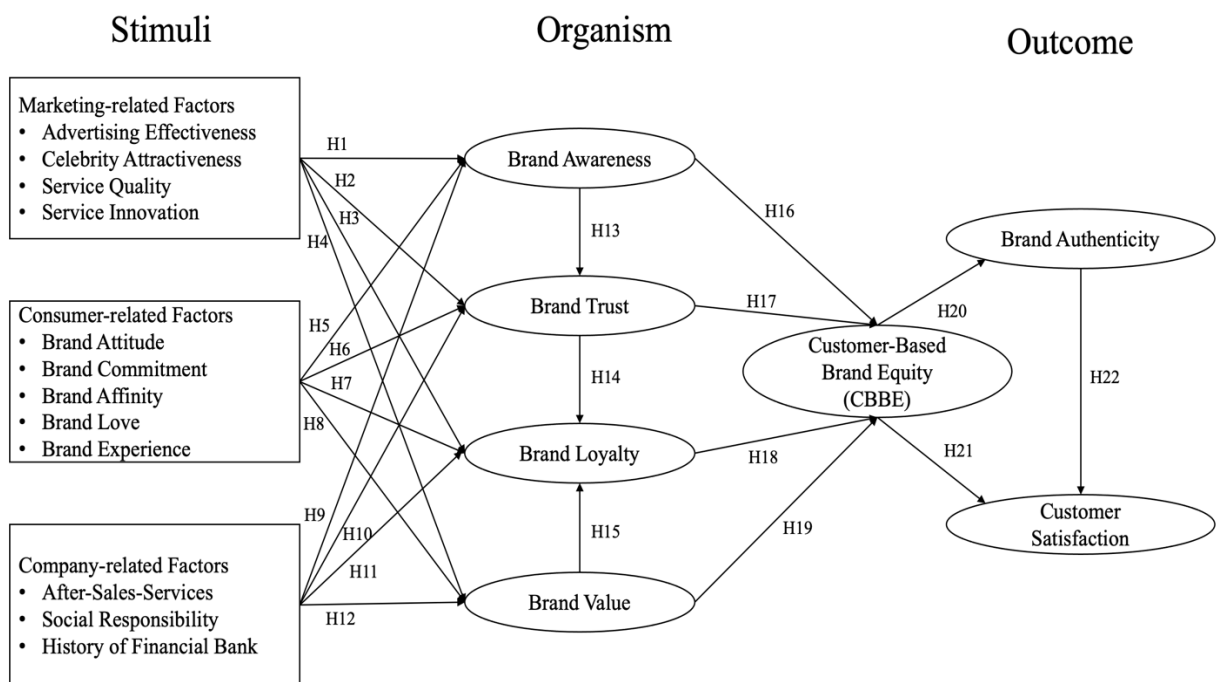 Stimuli
Organism
Outcome
Marketing-related Factors
• Advertising Effectiveness
• Celebrity Attractiveness
• Service Quality
• Service Innovation
Consumer-related Factors
• Brand Attitude
• Brand Commitment
• Brand Affinity
• Brand Love
• Brand Experience
Company-related Factors
• After-Sales-Services
• Social Responsibility
• History of Financial Bank
H1
H2
H3
H4
H5
H6
H7
H8
H9
H10
H11
H12
Brand Awareness
H13
Brand Trust
H14
Brand Loyalty
H15
Brand Value
H16
H17
H18
H19
Customer-Based
Brand Equity
(CBBE)
H20
H21
Brand Authenticity
H22
Customer
Satisfaction